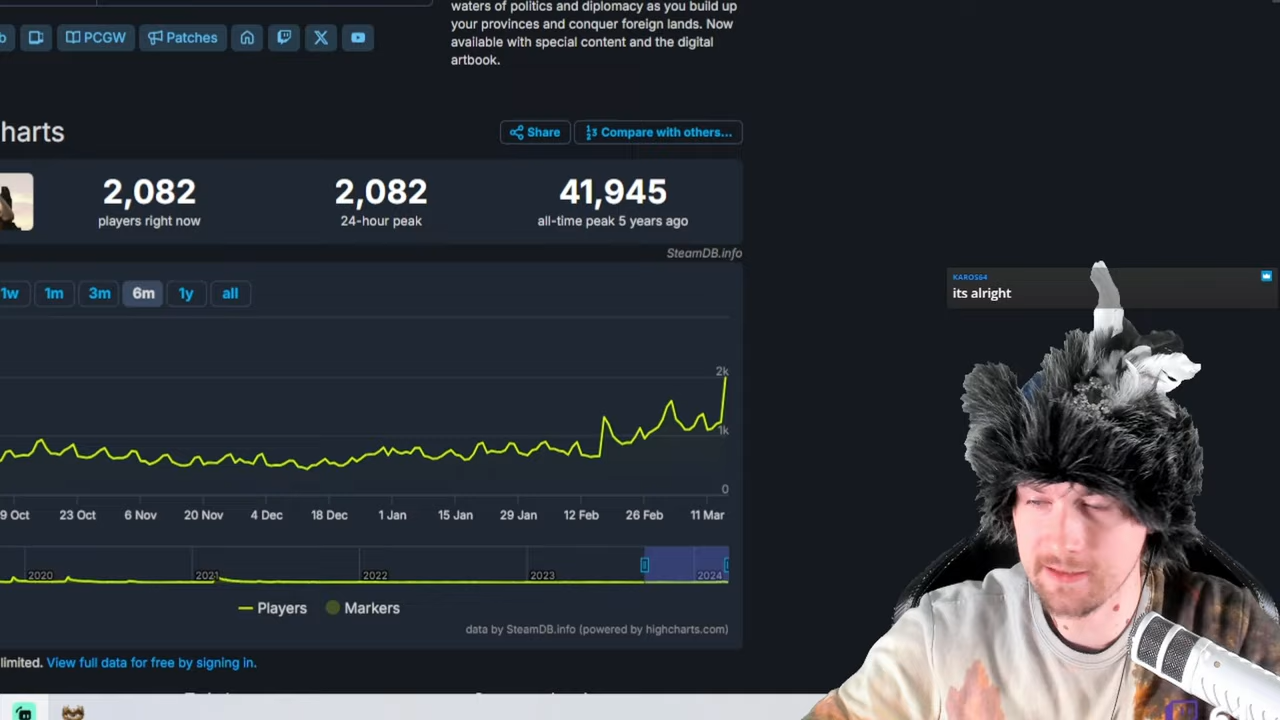 waters of politics and diplomacy as you build up
your provinces and conquer foreign lands. Now
available with special content and the digital
artbook.
b
PCGW
Patches
harts
Share
Compare with others...
2,082
players right now
2,082
24-hour peak
41,945
all-time peak 5 years ago
SteamDB.info
1w
1m
3m
6m
1y
all
2k
1k
0
9 Oct
23 Oct
6 Nov
20 Nov
4 Dec
18 Dec
1 Jan
15 Jan
29 Jan
12 Feb
26 Feb
11 Mar
2020
2021
2022
2023
2024
Players
Markers
data by SteamDB.info (powered by highcharts.com)
limited. View full data for free by signing in.
KAROS64
its alright